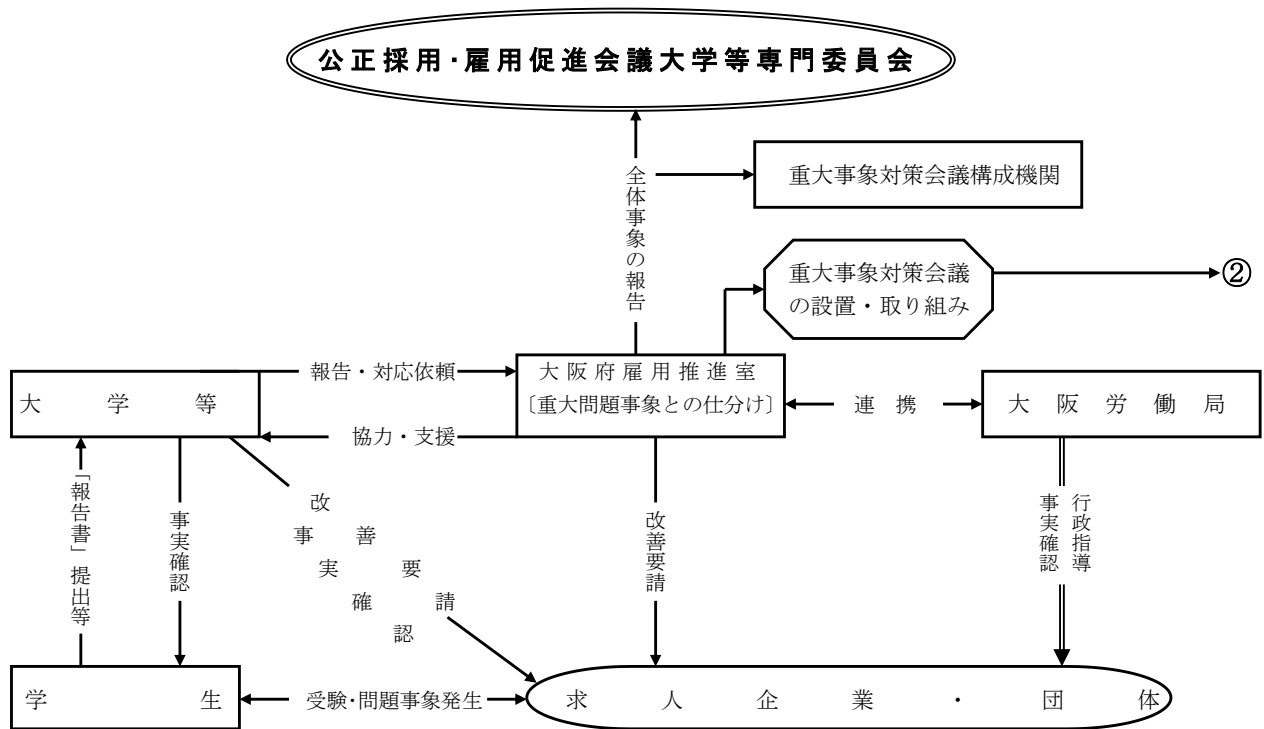 公正採用・雇用促進会議大学等専門委員会
全体事象の報告
重大事象対策会議構成機関
重大事象対策会議
の設置・取り組み
②
大学等
報告・対応依頼
協力・支援
大阪府雇用推進室
〔重大問題事象との仕分け〕
連携
大阪労働局
「報告書」提出等
事実確認
改善要請
事実確認
改善要請
行政指導
事実確認
学生
受験・問題事象発生
求人企業・団体